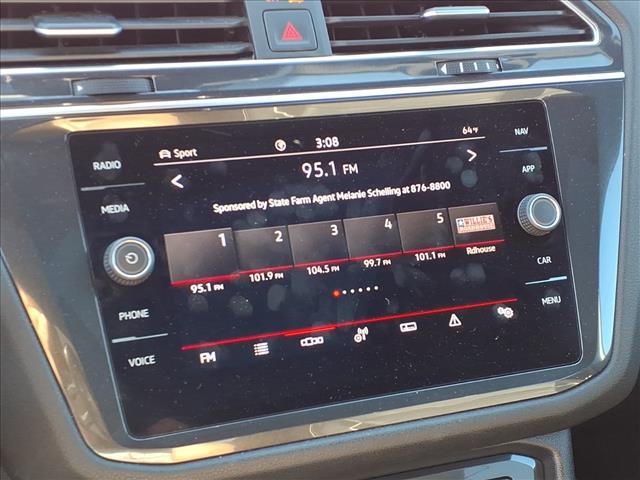 RADIO
MEDIA
PHONE
VOICE
Sport
3:08
64°F
95.1 FM
Sponsored by State Farm Agent Melanie Schelling at 876-8800
1 2 3 4 5 WILLIE'S ROADHOUSE
95.1 FM 101.9 FM 104.5 FM 99.7 FM 101.1 FM Rdhouse
FM
NAV
APP
CAR
MENU